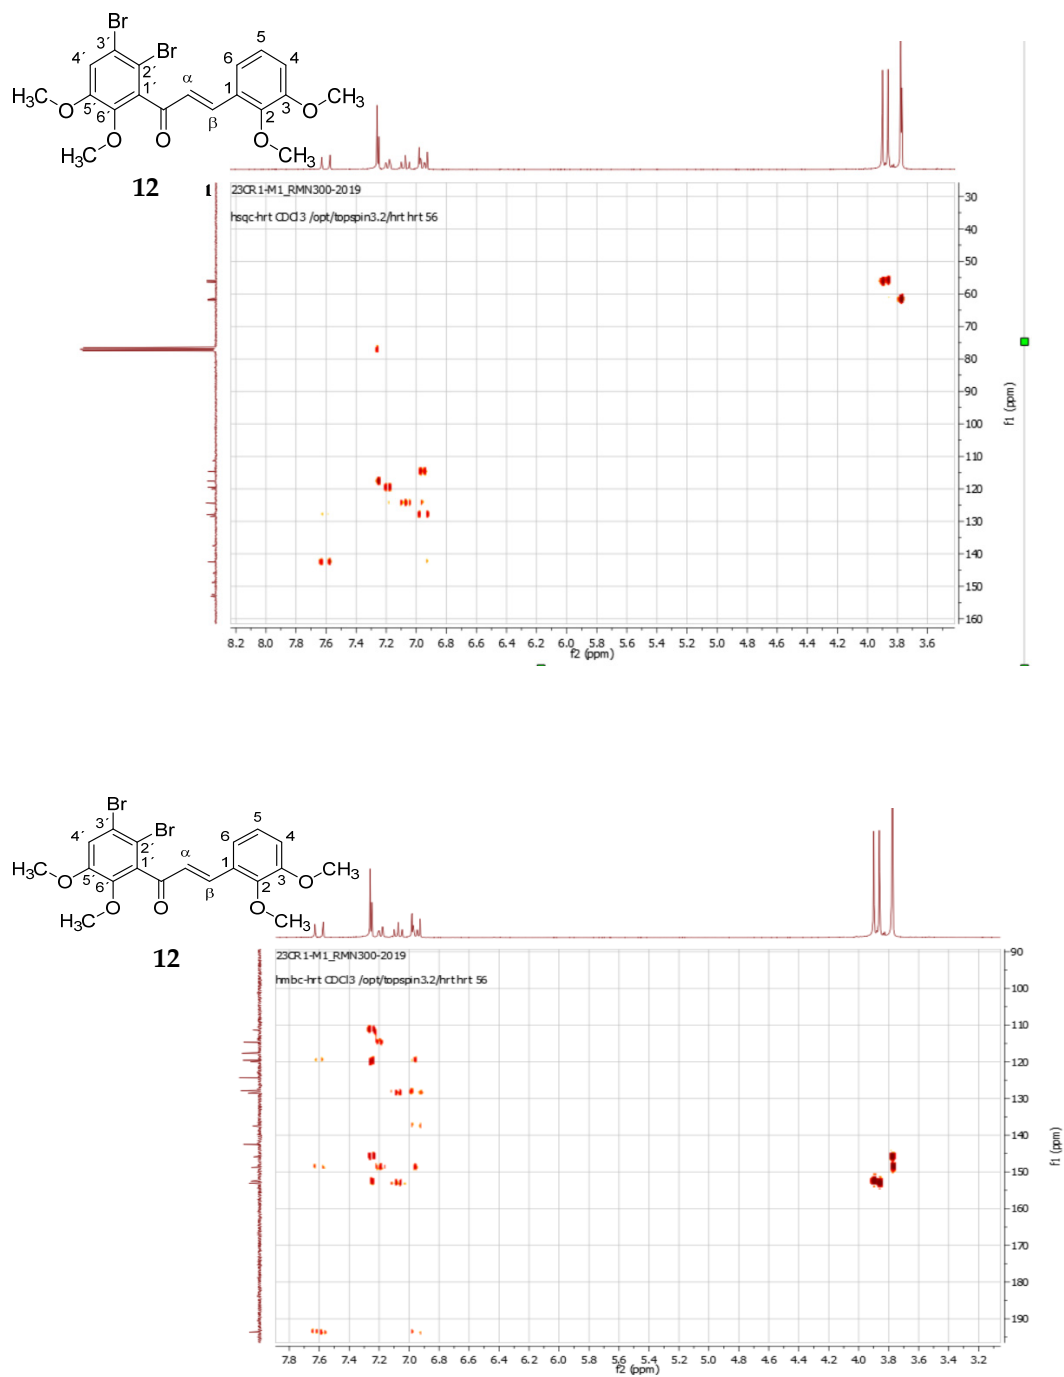 Br
3´
Br
4´
2´
5
6
4
α
1´
1
H₃C
O
5´
6´
3
CH₃
β
2
O
O
O
O
H₃C
CH₃
12
1
23CR1-M1_RMN300-2019
hsqc-hrt CDCl3 /opt/topspin3.2/hrt hrt 56
30
40
50
60
70
80
90
100
110
120
130
140
150
160
f1 (ppm)
8.2 8.0 7.8 7.6 7.4 7.2 7.0 6.8 6.6 6.4 6.2 6.0 5.8 5.6 5.4 5.2 5.0 4.8 4.6 4.4 4.2 4.0 3.8 3.6
f2 (ppm)
Br
3´
Br
4´
2´
5
6
4
α
1´
1
H₃C
O
5´
6´
3
CH₃
β
2
O
O
O
O
H₃C
CH₃
12
23CR1-M1_RMN300-2019
hmbc-hrt CDCl3 /opt/topspin3.2/hrt hrt 56
90
100
110
120
130
140
150
160
170
180
190
f1 (ppm)
7.8 7.6 7.4 7.2 7.0 6.8 6.6 6.4 6.2 6.0 5.8 5.6 5.4 5.2 5.0 4.8 4.6 4.4 4.2 4.0 3.8 3.6 3.4 3.2
f2 (ppm)